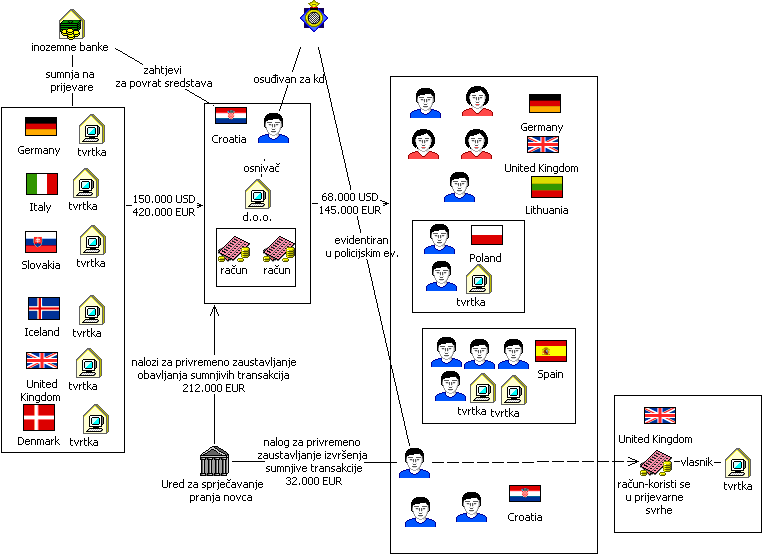 inozemne banke
sumnja na
prijevare
zahtjevi
za povrat sredstava
osuđivan za kd
Germany
tvrtka
Italy
tvrtka
Slovakia
tvrtka
Iceland
tvrtka
United
Kingdom
tvrtka
Denmark
tvrtka
150.000 USD
420.000 EUR
Croatia
osnivač
d.o.o.
račun
račun
68.000 USD
145.000 EUR
evidentiran
u policijskim ev.
Germany
United Kingdom
Lithuania
Poland
tvrtka
Spain
tvrtka
tvrtka
nalozi za privremeno zaustavljanje
obavljanja sumnjivih transakcija
212.000 EUR
Ured za sprječavanje
pranja novca
nalog za privremeno
zaustavljanje izvršenja
sumnjive transakcije
32.000 EUR
Croatia
United Kingdom
vlasnik
račun-koristi se
u prijevarne
svrhe
tvrtka